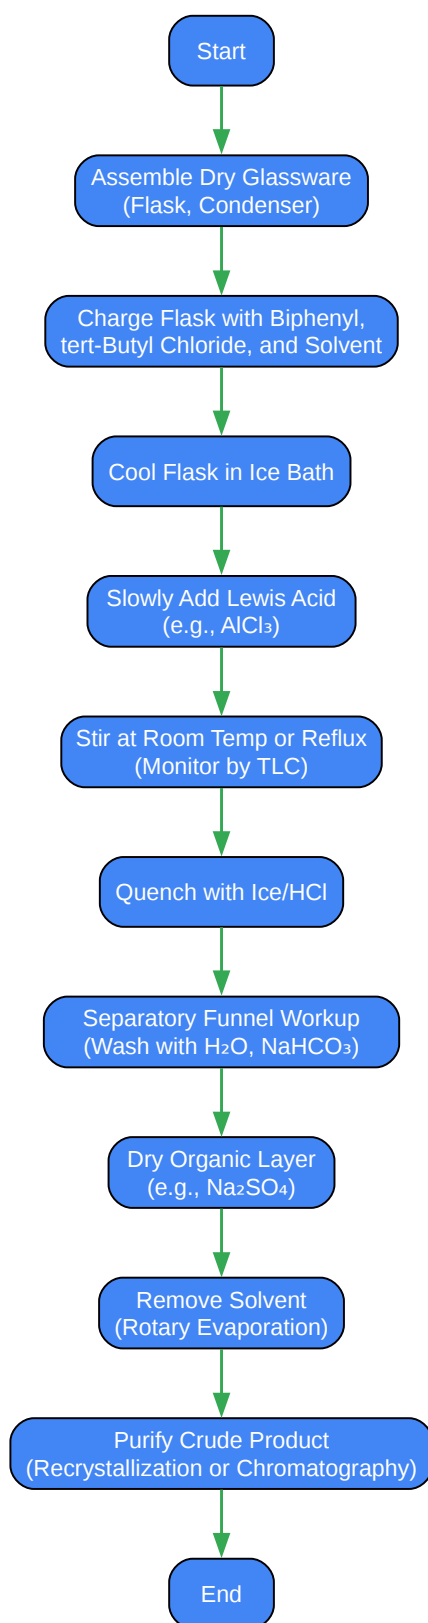 Start
Assemble Dry Glassware
(Flask, Condenser)
Charge Flask with Biphenyl,
tert-Butyl Chloride, and Solvent
Cool Flask in Ice Bath
Slowly Add Lewis Acid
(e.g., AlCl₃)
Stir at Room Temp or Reflux
(Monitor by TLC)
Quench with Ice/HCl
Separatory Funnel Workup
(Wash with H₂O, NaHCO₃)
Dry Organic Layer
(e.g., Na₂SO₄)
Remove Solvent
(Rotary Evaporation)
Purify Crude Product
(Recrystallization or Chromatography)
End